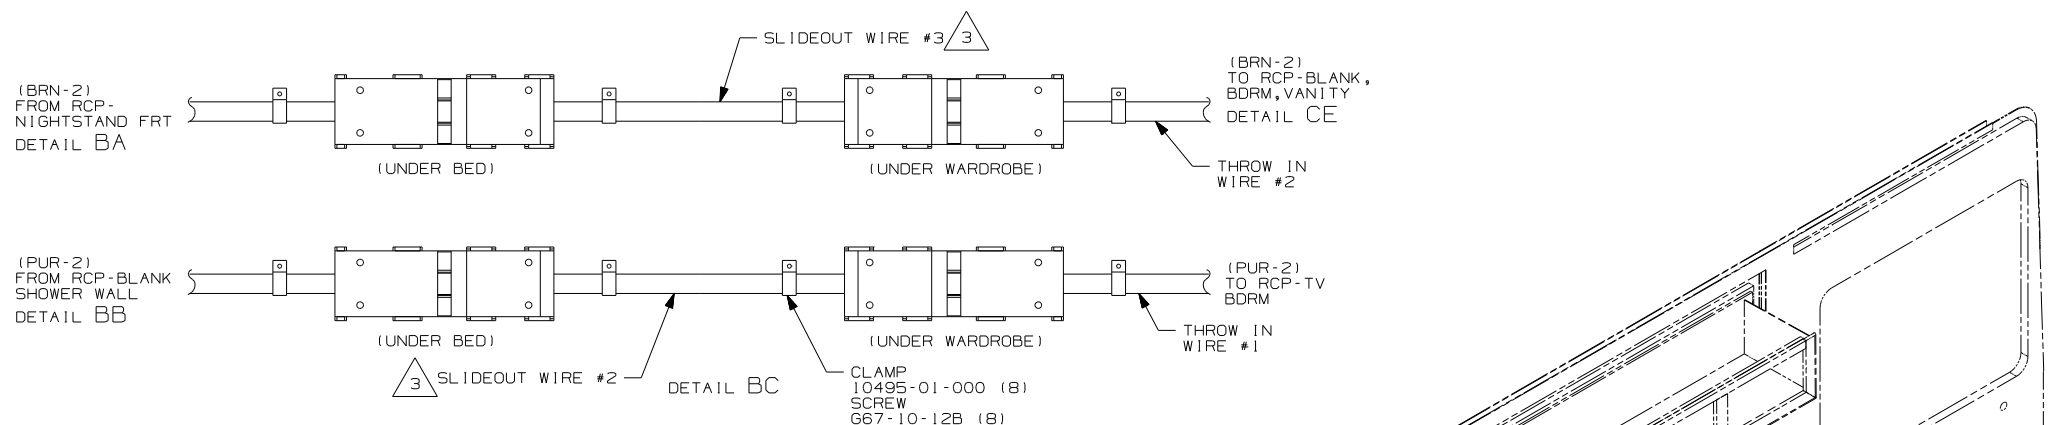 SLIDEOUT WIRE #3 3
(BRN-2)
FROM RCP-
NIGHTSTAND FRT
DETAIL BA
(BRN-2)
TO RCP-BLANK,
BDRM,VANITY
DETAIL CE
(UNDER BED)
(UNDER WARDROBE)
THROW IN
WIRE #2
(PUR-2)
FROM RCP-BLANK
SHOWER WALL
DETAIL BB
(PUR-2)
TO RCP-TV
BDRM
(UNDER BED)
(UNDER WARDROBE)
THROW IN
WIRE #1
3 SLIDEOUT WIRE #2
DETAIL BC
CLAMP
10495-01-000 (8)
SCREW
G67-10-12B (8)